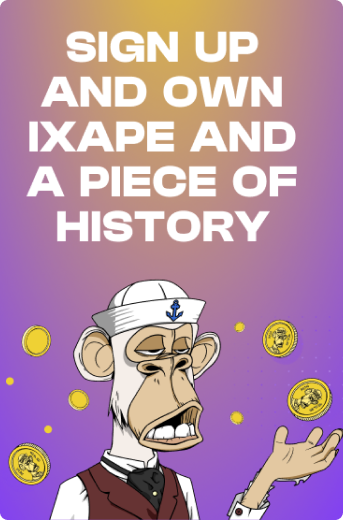 SIGN UP
AND OWN
IXAPE AND
A PIECE OF
HISTORY